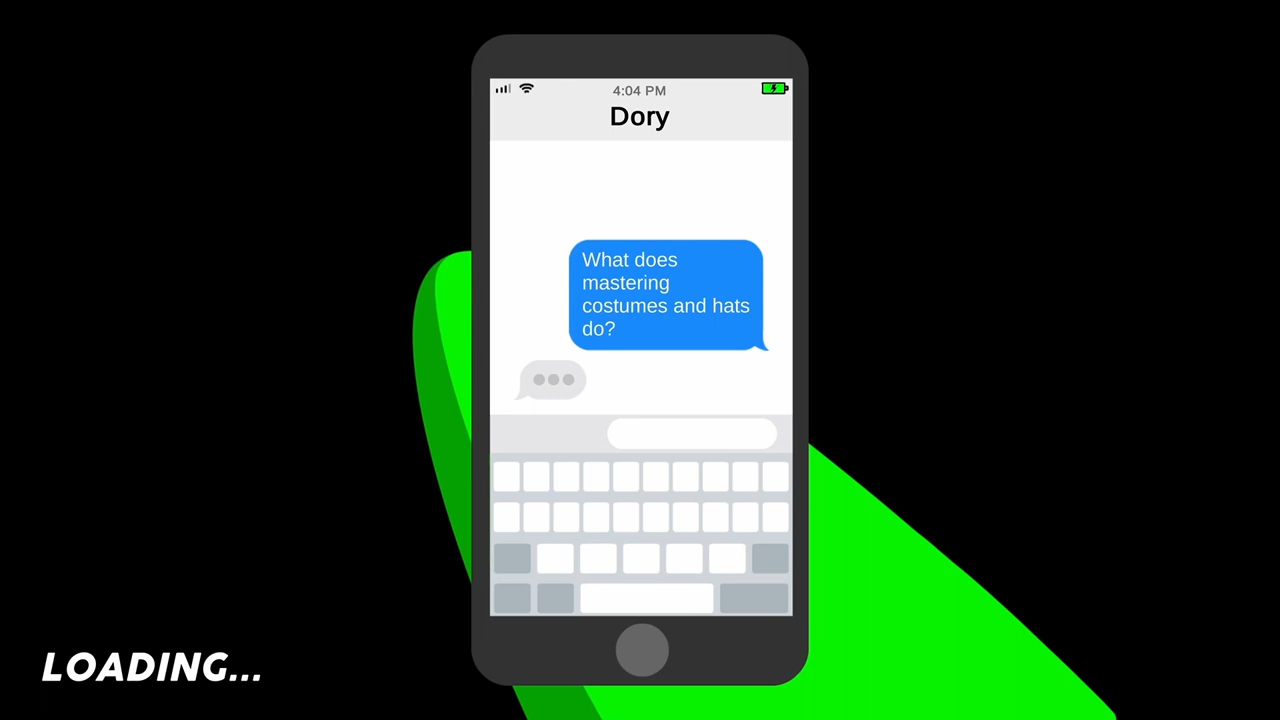 4:04 PM
Dory
What does
mastering
costumes and hats
do?
LOADING...